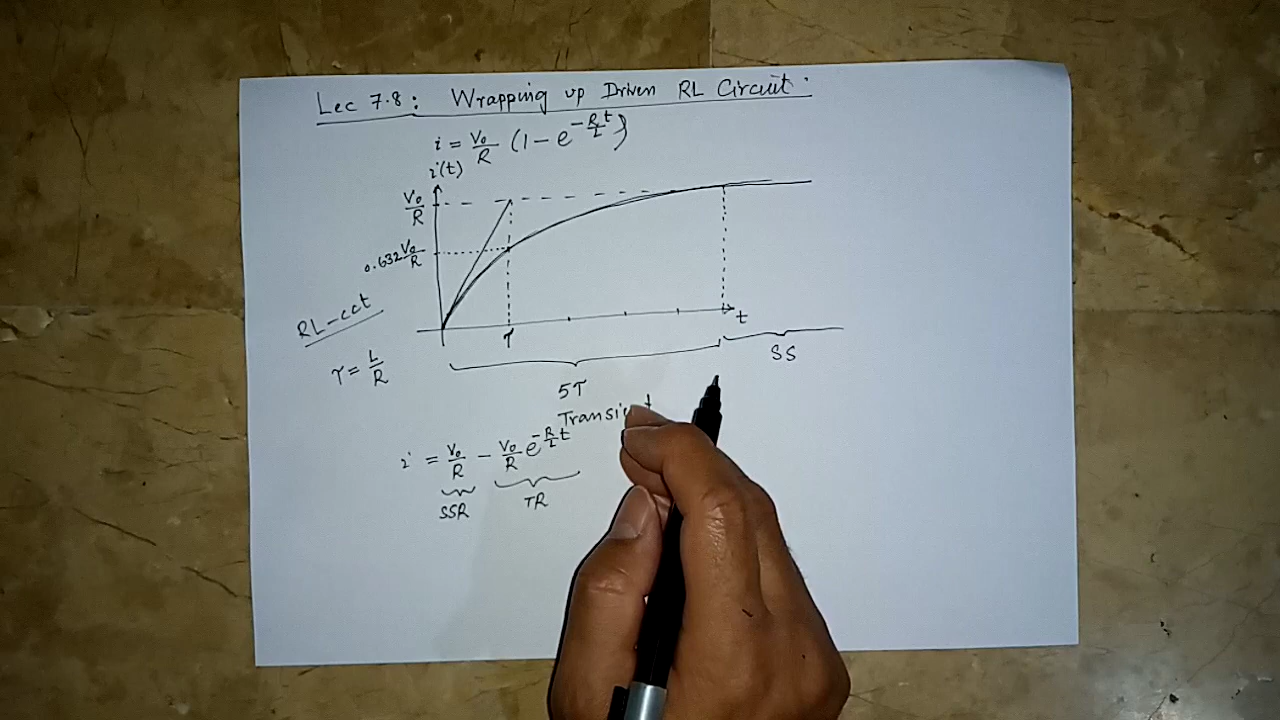 Lec 7.8: Wrapping up Driven RL Circuit.
i = V₀/R (1 - e^(-R/L t))
i(t)
V₀/R
0.632 V₀/R
RL-cct
τ
t
SS
τ = L/R
5τ
i = V₀/R - V₀/R e^(-R/L t)
SSR
TR